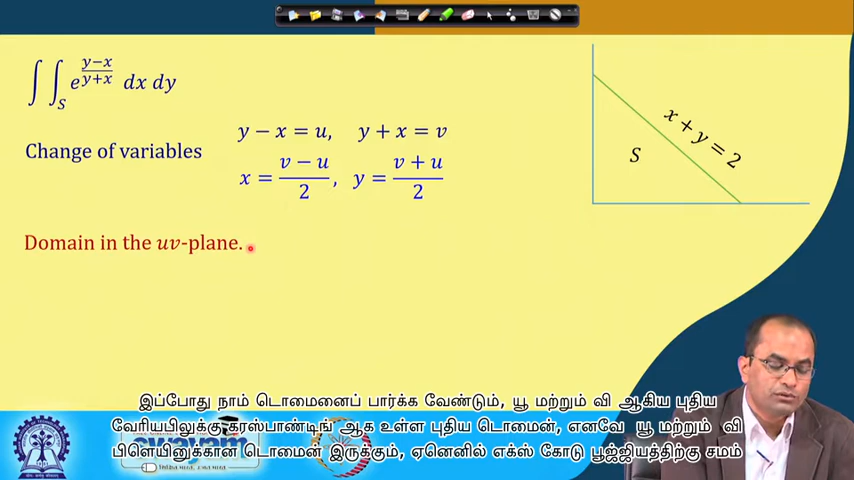 ∫∫_S e^{(y−x)/(y+x)} dx dy
Change of variables
y − x = u, y + x = v
x = (v − u)/2, y = (v + u)/2
x + y = 2
S
Domain in the uv-plane.
swayam
இப்போது நாம் டொமைனைப் பார்க்க வேண்டும், யூ மற்றும் வி ஆகிய புதிய
வேரியபிலுக்கு கரஸ்பாண்டிங் ஆக உள்ள புதிய டொமைன், எனவே யூ மற்றும் வி
பிளெயினுக்கான டொமைன் இருக்கும், ஏனெனில் எக்ஸ் கோடு பூஜ்ஜியத்திற்கு சமம்